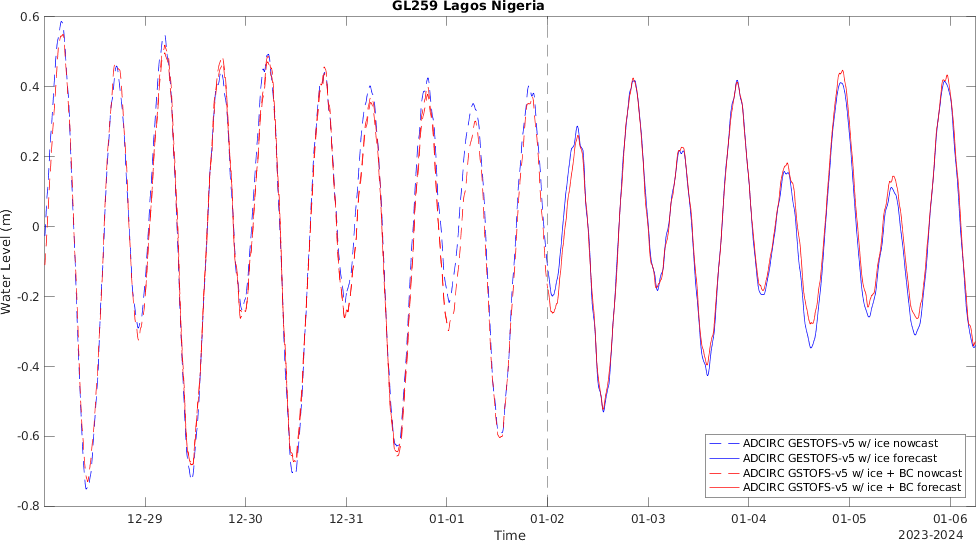 GL259 Lagos Nigeria
0.6
0.4
0.2
0
-0.2
-0.4
-0.6
-0.8
Water Level (m)
ADCIRC GESTOFS-v5 w/ ice nowcast
ADCIRC GESTOFS-v5 w/ ice forecast
ADCIRC GSTOFS-v5 w/ ice + BC nowcast
ADCIRC GSTOFS-v5 w/ ice + BC forecast
12-29
12-30
12-31
01-01
01-02
01-03
01-04
01-05
01-06
Time
2023-2024